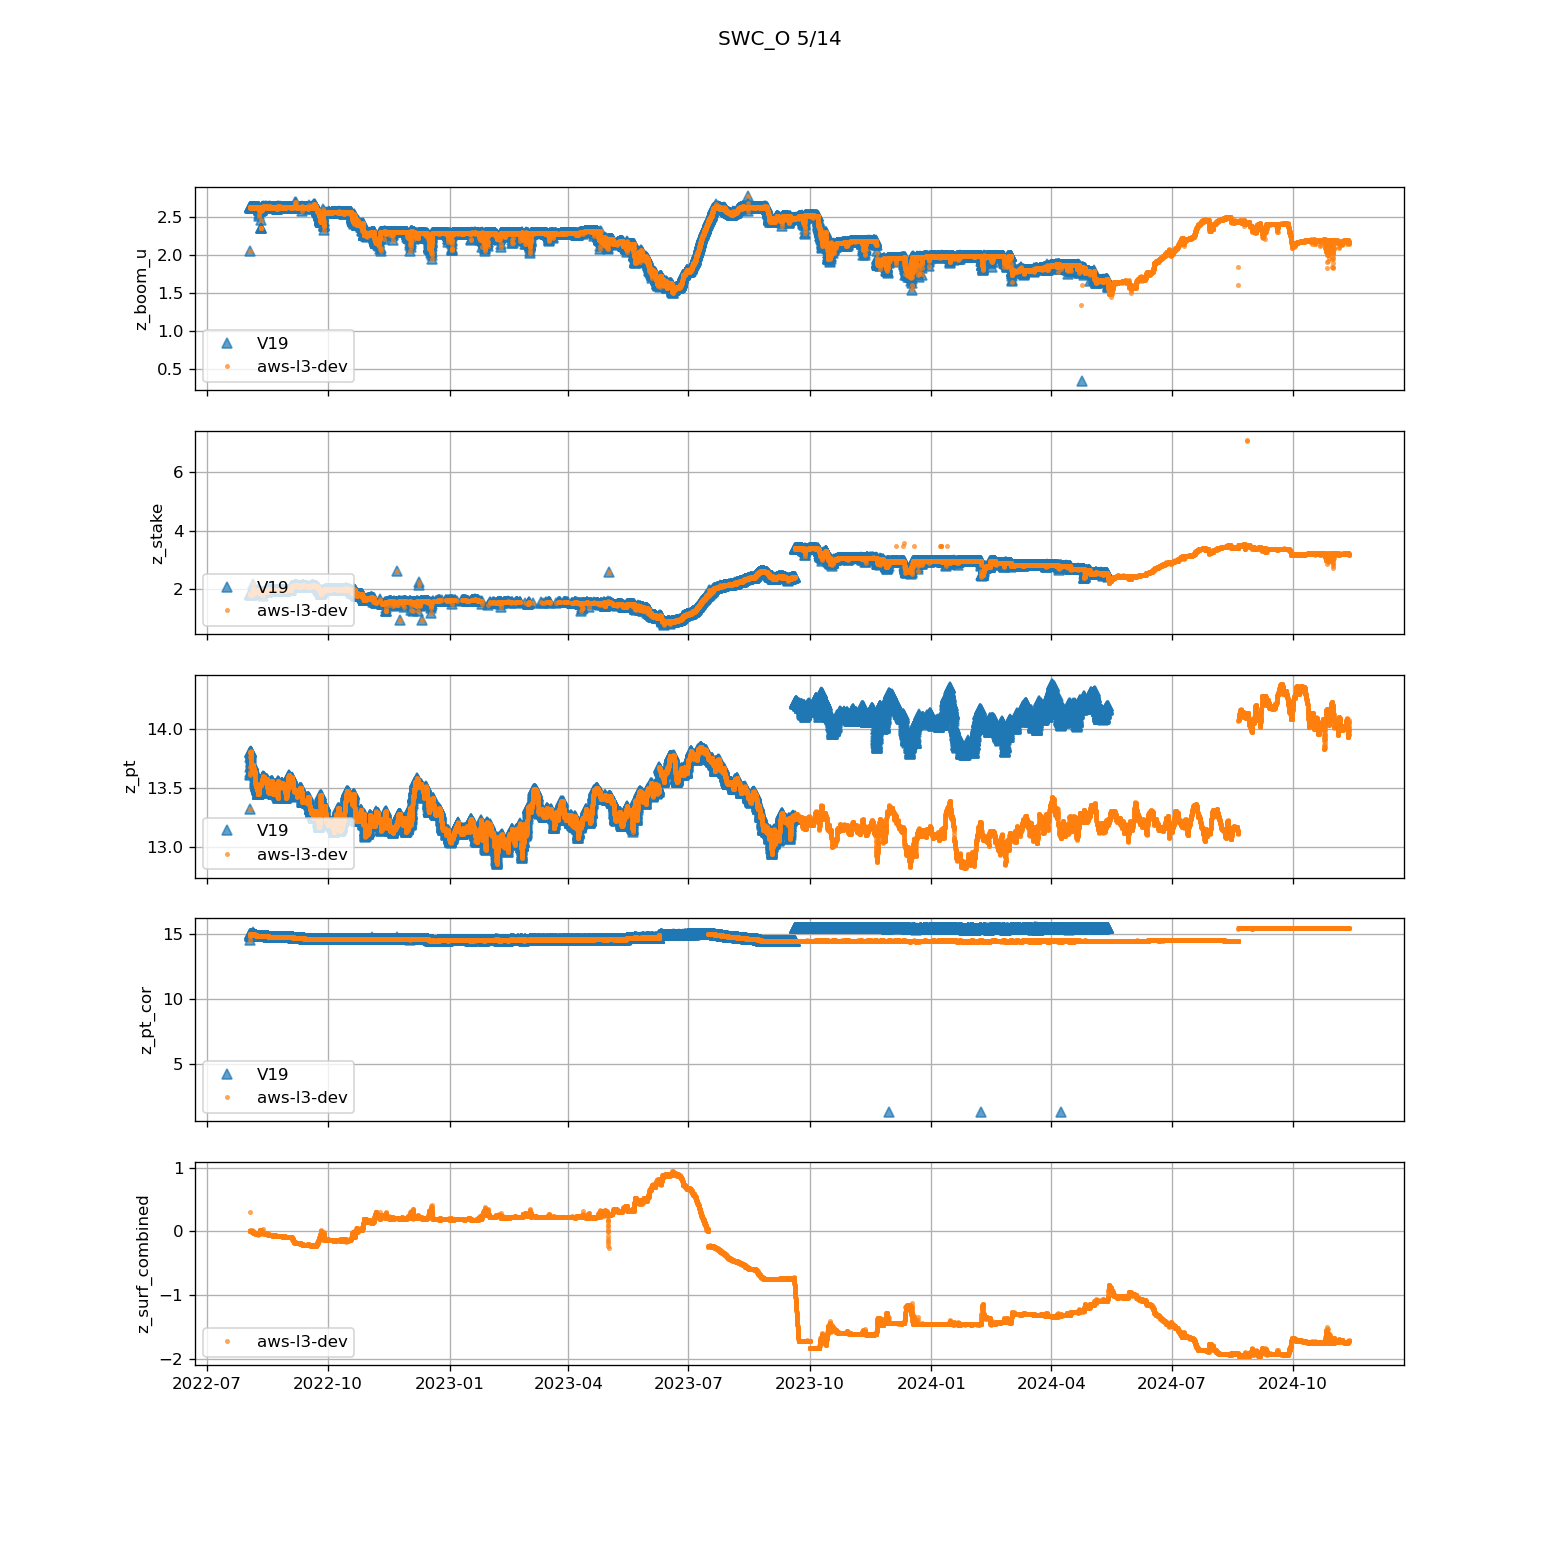 SWC_O 5/14
z_boom_u
2.5
2.0
1.5
1.0
0.5
V19
aws-l3-dev
z_stake
6
4
2
V19
aws-l3-dev
z_pt
14.0
13.5
13.0
V19
aws-l3-dev
z_pt_cor
15
10
5
V19
aws-l3-dev
z_surf_combined
1
0
−1
−2
aws-l3-dev
2022-07 2022-10 2023-01 2023-04 2023-07 2023-10 2024-01 2024-04 2024-07 2024-10